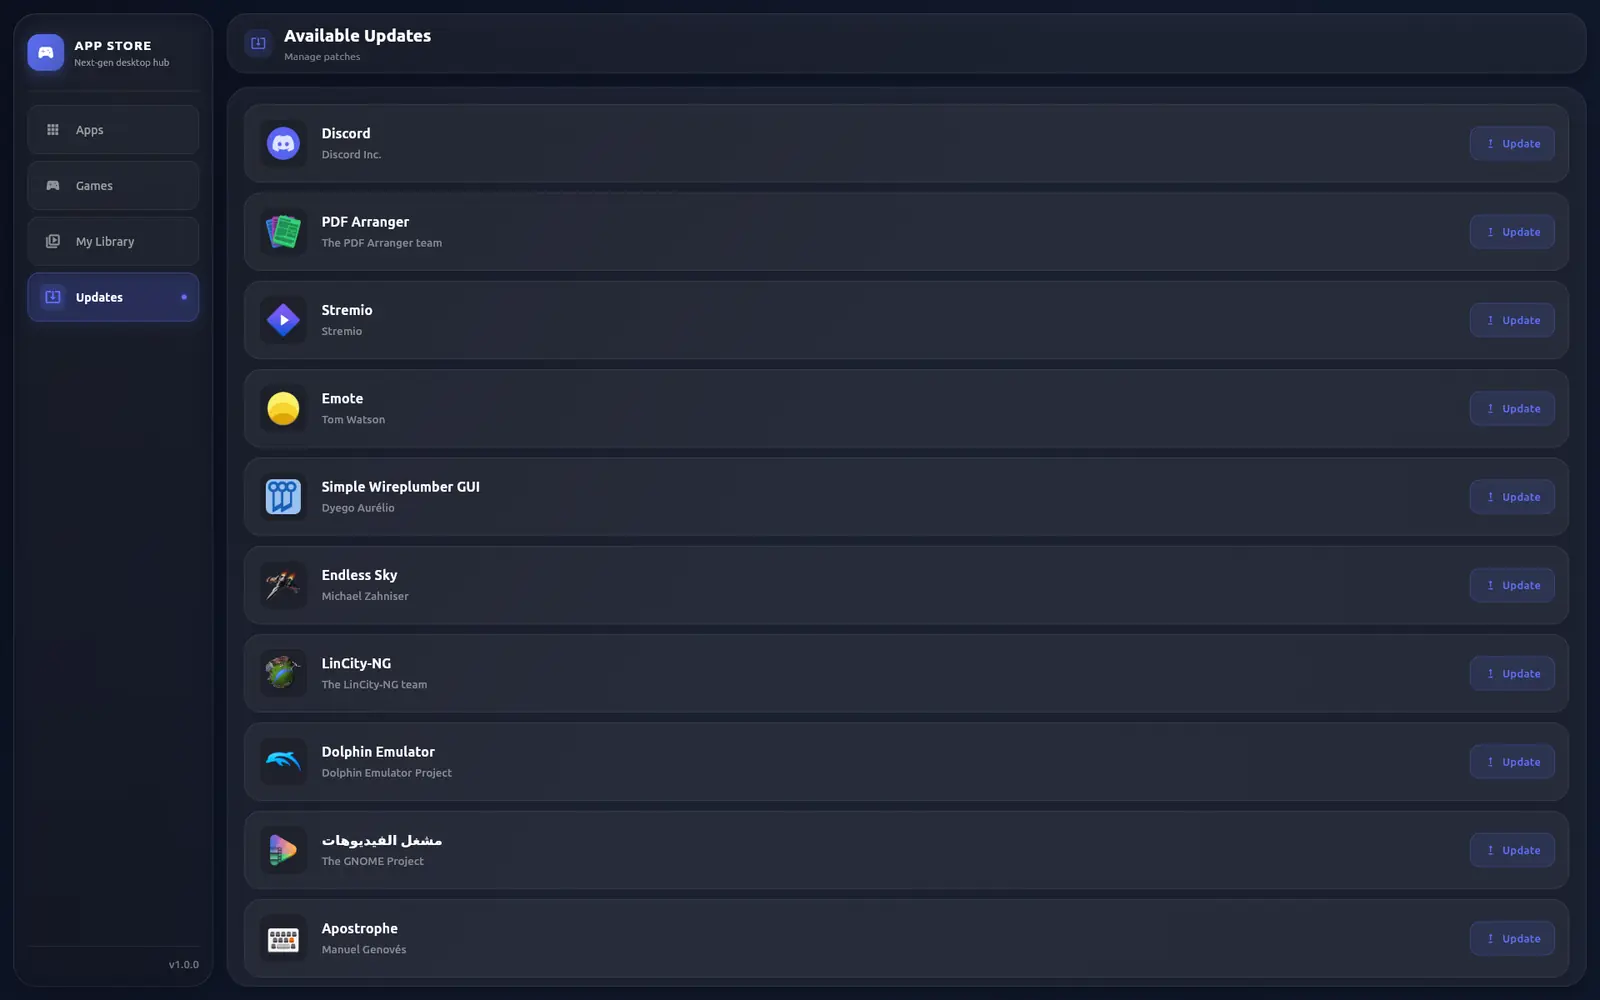 APP STORE
Next-gen desktop hub
Apps
Games
My Library
Updates
v1.0.0
Available Updates
Manage patches
Discord
Discord Inc.
Update
PDF Arranger
The PDF Arranger team
Update
Stremio
Stremio
Update
Emote
Tom Watson
Update
Simple Wireplumber GUI
Dyego Aurélio
Update
Endless Sky
Michael Zahniser
Update
LinCity-NG
The LinCity-NG team
Update
Dolphin Emulator
Dolphin Emulator Project
Update
مشغل الفيديوهات
The GNOME Project
Update
Apostrophe
Manuel Genovés
Update